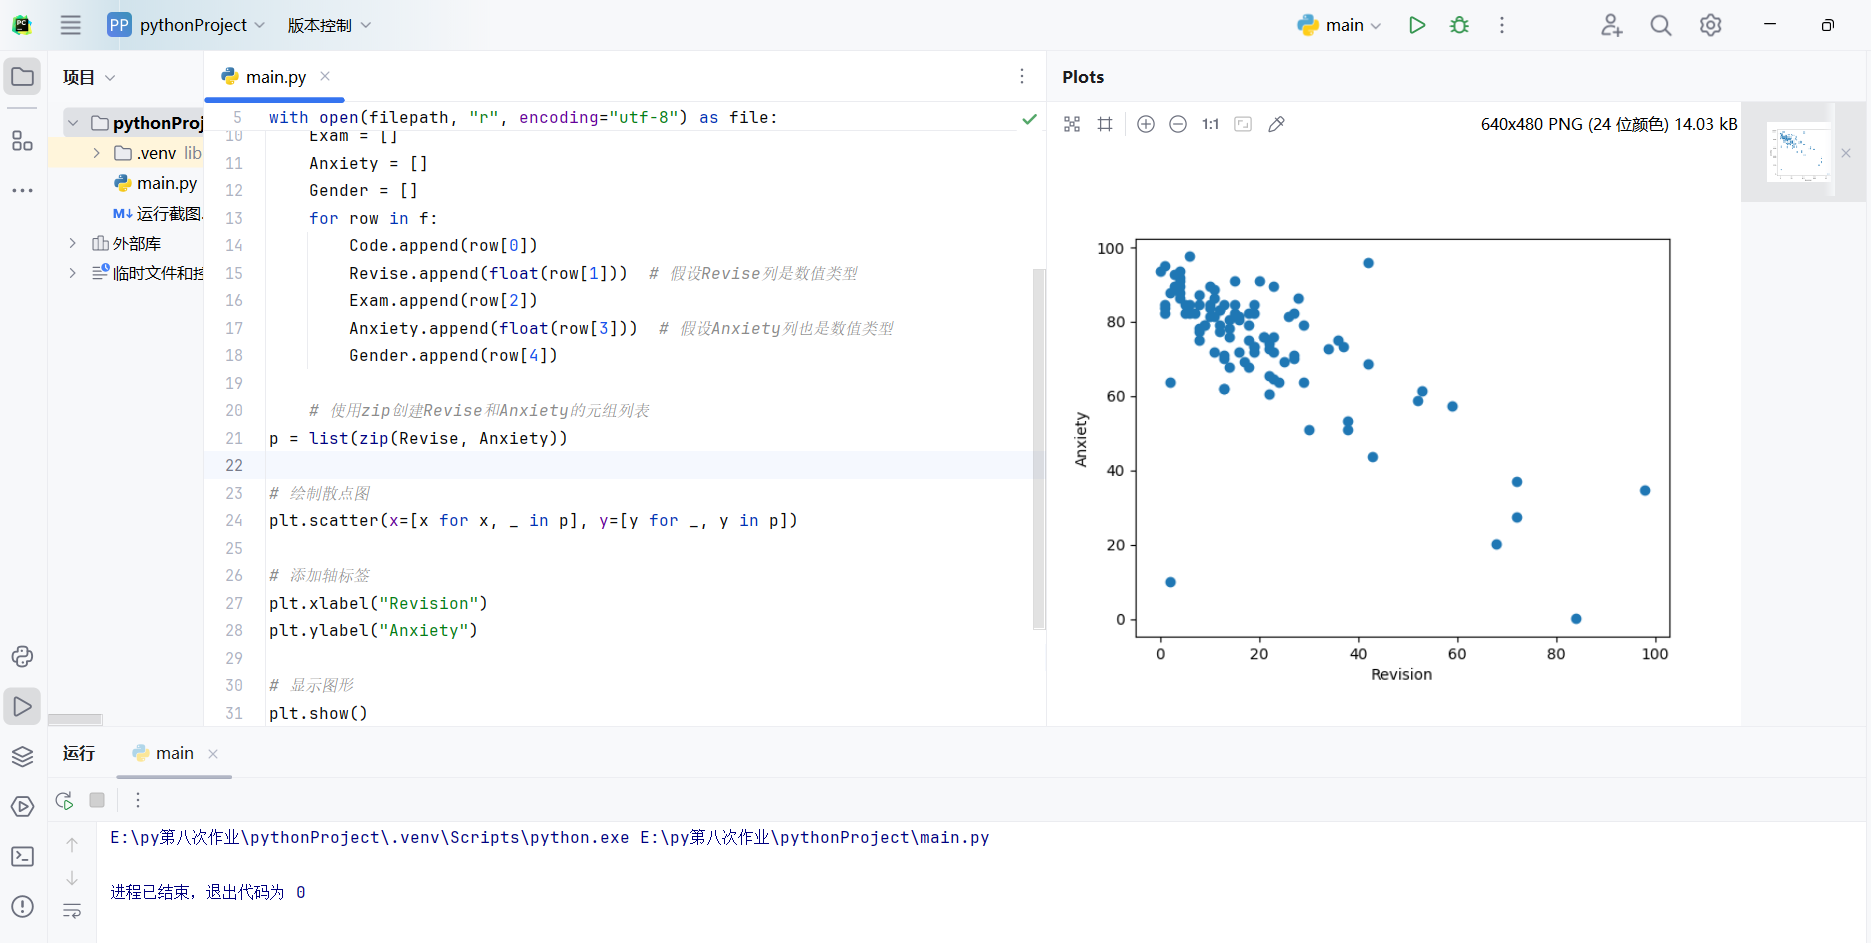 PC
PP pythonProject 版本控制 main
项目 main.py Plots
pythonProj
.venv lib
main.py
M↓ 运行截图.
外部库
临时文件和控
5 with open(filepath, "r", encoding="utf-8") as file:
10 Exam = []
11 Anxiety = []
12 Gender = []
13 for row in f:
14 Code.append(row[0])
15 Revise.append(float(row[1])) # 假设Revise列是数值类型
16 Exam.append(row[2])
17 Anxiety.append(float(row[3])) # 假设Anxiety列也是数值类型
18 Gender.append(row[4])
19
20 # 使用zip创建Revise和Anxiety的元组列表
21 p = list(zip(Revise, Anxiety))
22
23 # 绘制散点图
24 plt.scatter(x=[x for x, _ in p], y=[y for _, y in p])
25
26 # 添加轴标签
27 plt.xlabel("Revision")
28 plt.ylabel("Anxiety")
29
30 # 显示图形
31 plt.show()
1:1 640x480 PNG (24 位颜色) 14.03 kB
100
80
60
40
20
0
Anxiety
0 20 40 60 80 100
Revision
运行 main
E:\py第八次作业\pythonProject\.venv\Scripts\python.exe E:\py第八次作业\pythonProject\main.py
进程已结束，退出代码为 0